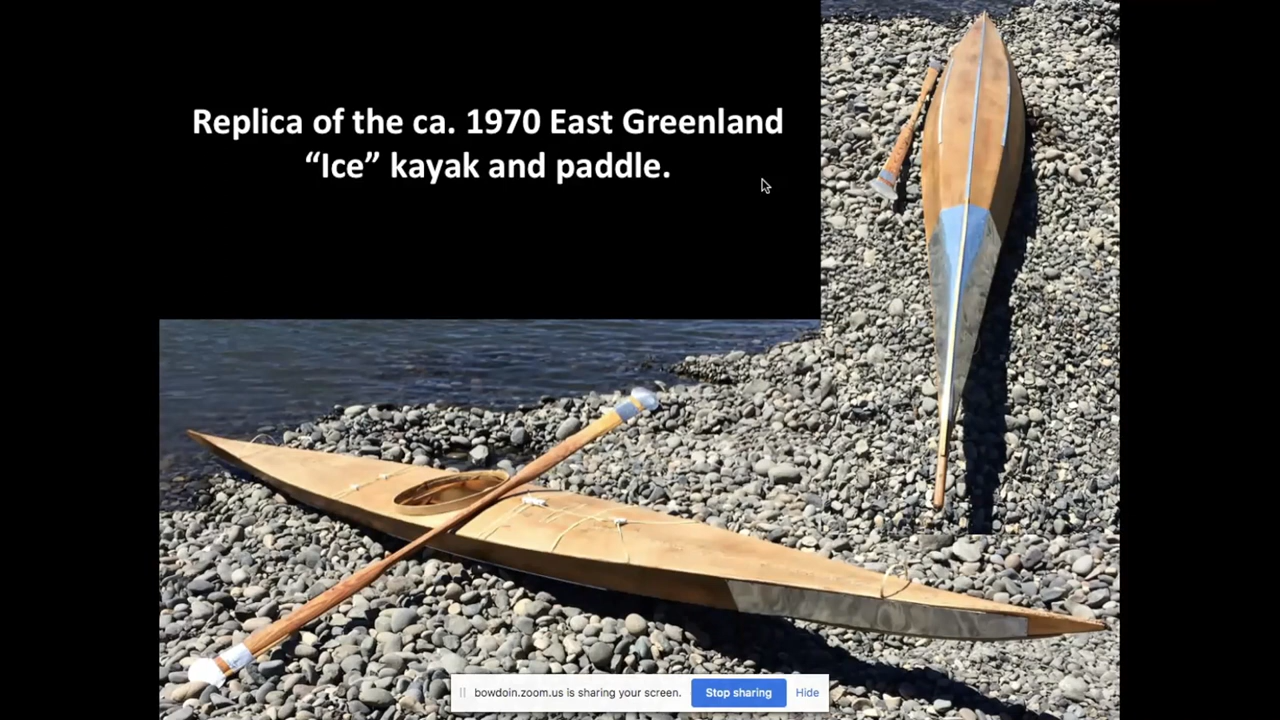 Replica of the ca. 1970 East Greenland
“Ice” kayak and paddle.
bowdoin.zoom.us is sharing your screen. Stop sharing Hide